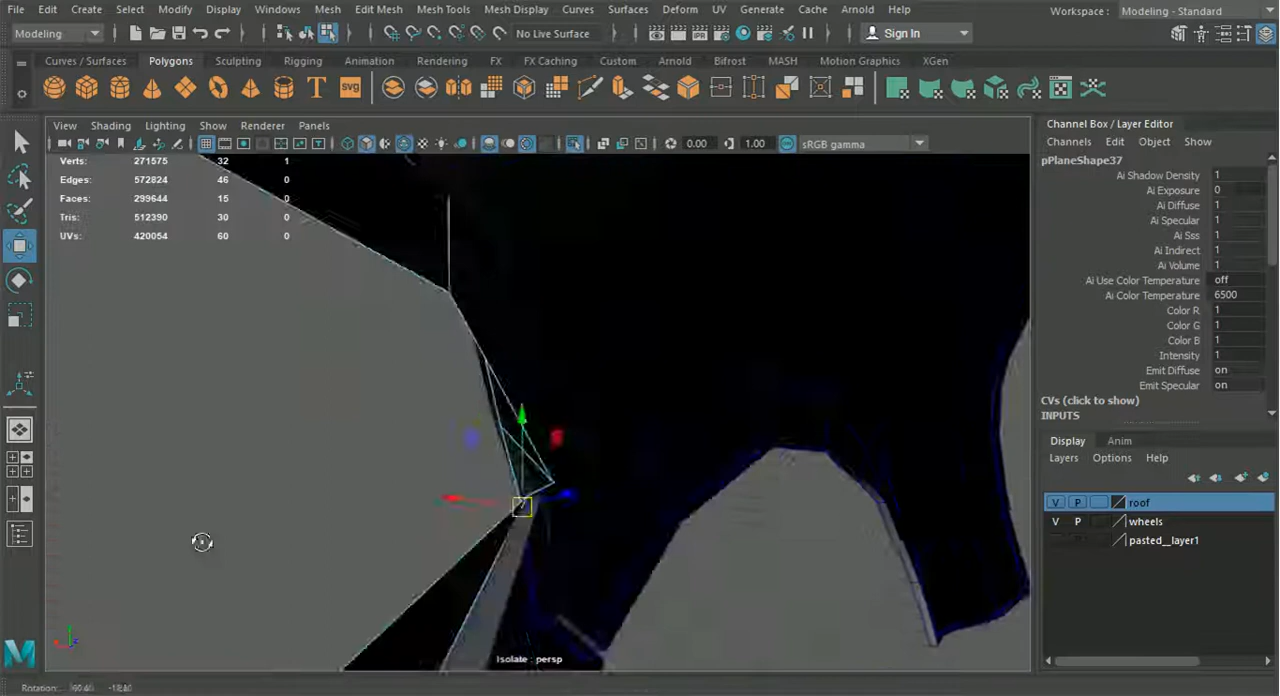 File Edit Create Select Modify Display Windows Mesh Edit Mesh Mesh Tools Mesh Display Curves Surfaces Deform UV Generate Cache Arnold Help Workspace : Modeling - Standard
Modeling No Live Surface Sign In
Curves / Surfaces Polygons Sculpting Rigging Animation Rendering FX FX Caching Custom Arnold Bifrost MASH Motion Graphics XGen
T svg
View Shading Lighting Show Renderer Panels
0.00 1.00 sRGB gamma
Verts: 271575 32 1
Edges: 572824 46 0
Faces: 299644 15 0
Tris: 512390 30 0
UVs: 420054 60 0
Isolate : persp
Channel Box / Layer Editor
Channels Edit Object Show
pPlaneShape37
Ai Shadow Density 1
Ai Exposure 0
Ai Diffuse 1
Ai Specular 1
Ai Sss 1
Ai Indirect 1
Ai Volume 1
Ai Use Color Temperature off
Ai Color Temperature 6500
Color R 1
Color G 1
Color B 1
Intensity 1
Emit Diffuse on
Emit Specular on
CVs (click to show)
INPUTS
Display Anim
Layers Options Help
V P roof
V P wheels
pasted__layer1
M
Rotation: